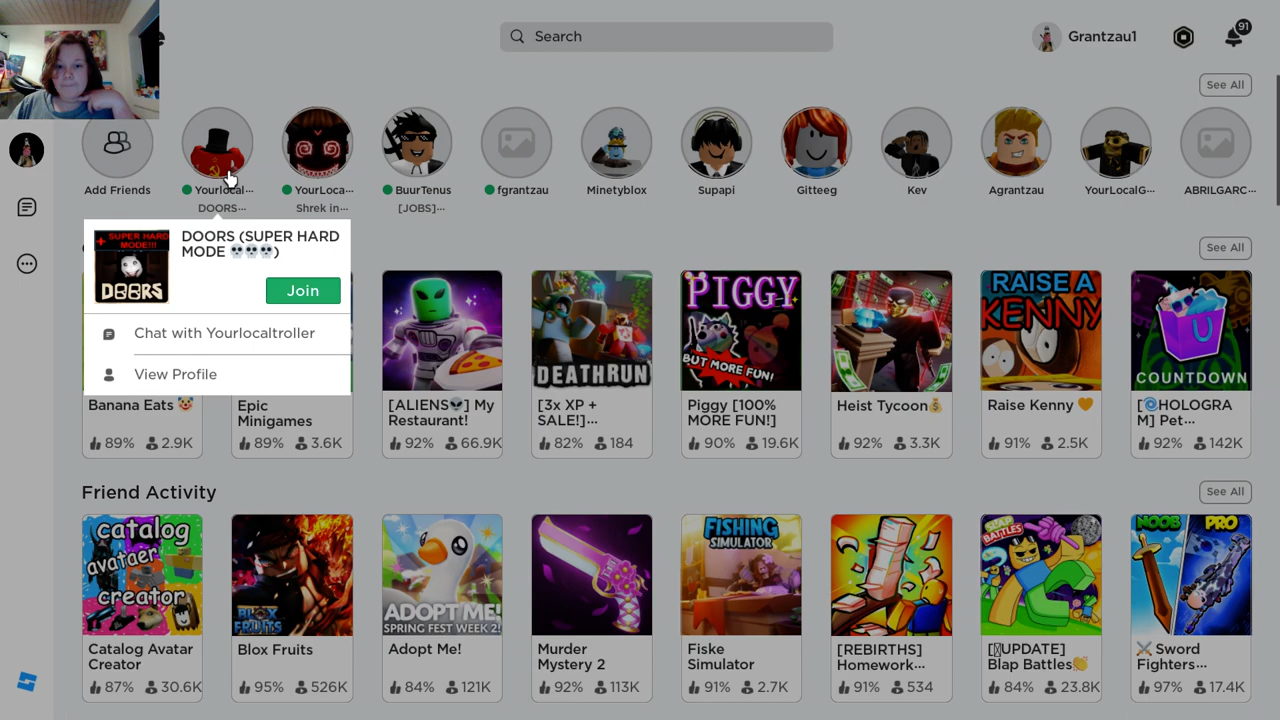 Search
Grantzau1
91
See All
Add Friends
Yourlocal...
YourLoca...
BuurTenus
fgrantzau
Minetyblox
Supapi
Gitteeg
Kev
Agrantzau
YourLocalG...
ABRILGARC...
DOORS...
Shrek in...
[JOBS]...
+ SUPER HARD
MODE!!!
DOORS
DOORS (SUPER HARD
MODE 💀💀💀)
Join
Chat with Yourlocaltroller
View Profile
See All
PIGGY
BUT MORE FUN!
DEATHRUN
RAISE A
KENNY
COUNTDOWN
Banana Eats 🤡
89% 2.9K
Epic
Minigames
89% 3.6K
[ALIENS👽] My
Restaurant!
92% 66.9K
[3x XP +
SALE!]...
82% 184
Piggy [100%
MORE FUN!]
90% 19.6K
Heist Tycoon💰
92% 3.3K
Raise Kenny 🧡
91% 2.5K
[🌀HOLOGRA
M] Pet...
92% 142K
Friend Activity
See All
catalog
avataer
creator
BLOX
FRUITS
ADOPT ME!
SPRING FEST WEEK 2!
FISHING
SIMULATOR
SLAP
BATTLES
NOOB PRO
Catalog Avatar
Creator
87% 30.6K
Blox Fruits
95% 526K
Adopt Me!
84% 121K
Murder
Mystery 2
92% 113K
Fiske
Simulator
91% 2.7K
[REBIRTHS]
Homework...
91% 534
[UPDATE]
Blap Battles👏
84% 23.8K
⚔️ Sword
Fighters...
97% 17.4K